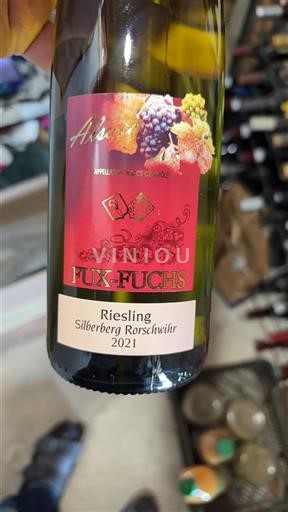 Alsace
APPELLATION ALSACE CONTRÔLÉE
VINIOU
FUX-FUCHS
Riesling
Silberberg Rorschwihr
2021